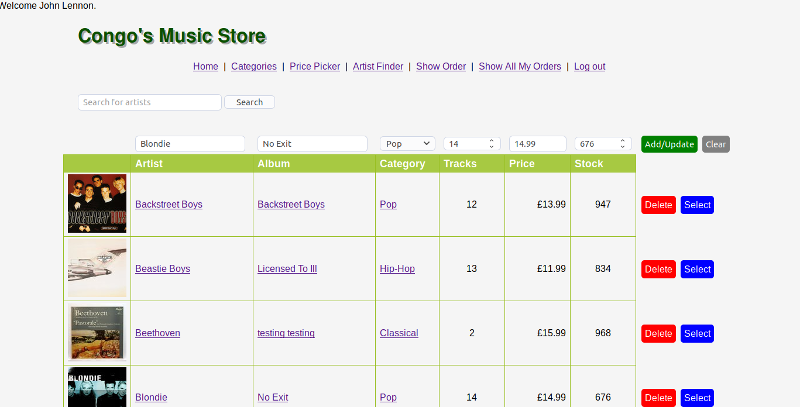 Welcome John Lennon.
Congo's Music Store
Home | Categories | Price Picker | Artist Finder | Show Order | Show All My Orders | Log out
Search for artists Search
Blondie No Exit Pop 14 14.99 676 Add/Update Clear
Artist Album Category Tracks Price Stock
Backstreet Boys Backstreet Boys Pop 12 £13.99 947 Delete Select
Beastie Boys Licensed To Ill Hip-Hop 13 £11.99 834 Delete Select
Beethoven
'Pastorale'
Beethoven testing testing Classical 2 £15.99 968 Delete Select
BLONDIE
Blondie No Exit Pop 14 £14.99 676 Delete Select